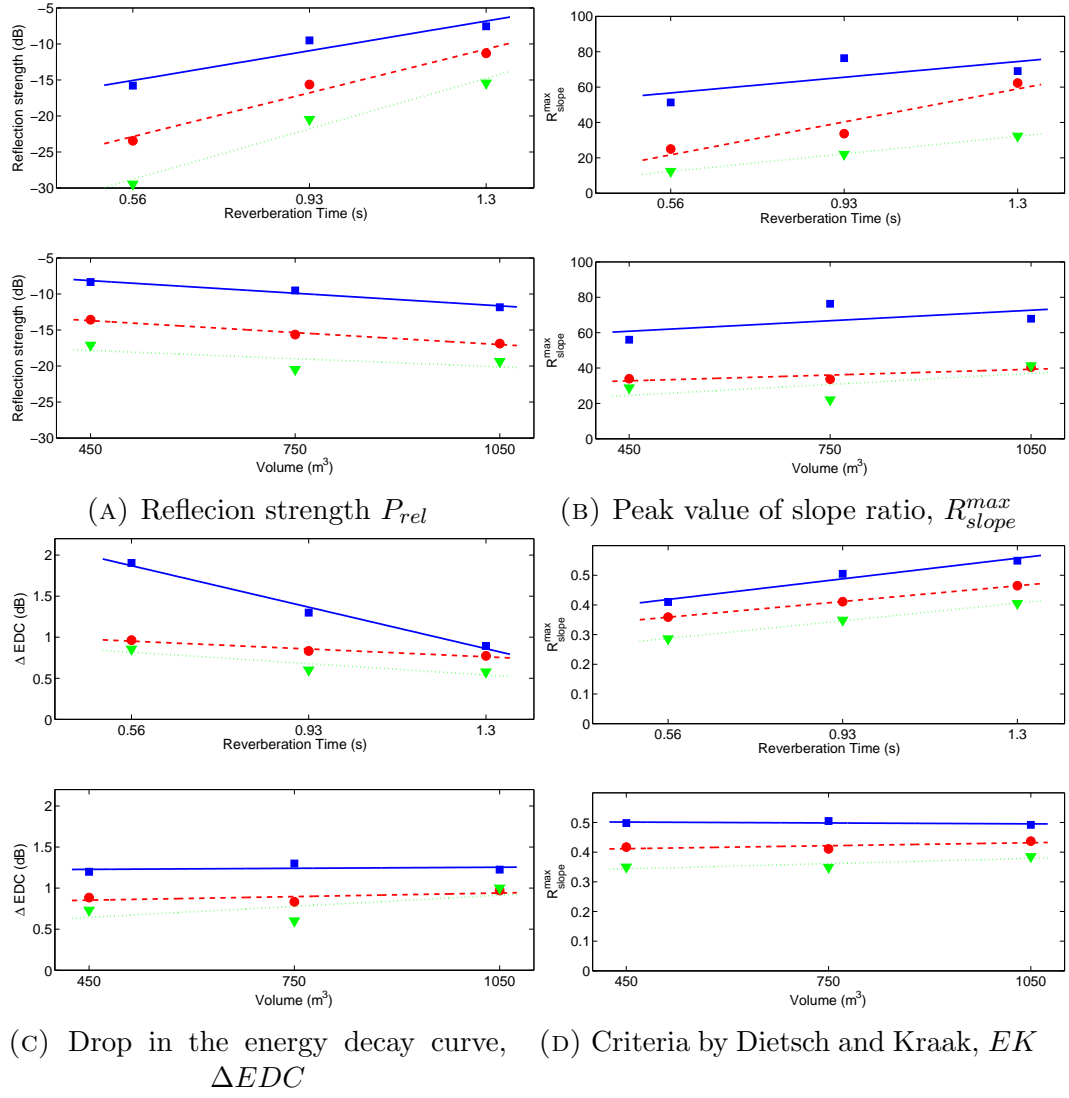 −5
−10
−15
−20
−25
−30
Reflection strength (dB)
0.56 0.93 1.3
Reverberation Time (s)
100
80
60
40
20
0
R^max_slope
0.56 0.93 1.3
Reverberation Time (s)
−5
−10
−15
−20
−25
−30
Reflection strength (dB)
450 750 1050
Volume (m³)
100
80
60
40
20
0
R^max_slope
450 750 1050
Volume (m³)
(A) Reflecion strength P_rel
(B) Peak value of slope ratio, R^max_slope
2
1.5
1
0.5
0
Δ EDC (dB)
0.56 0.93 1.3
Reverberation Time (s)
0.5
0.4
0.3
0.2
0.1
0
R^max_slope
0.56 0.93 1.3
Reverberation Time (s)
2
1.5
1
0.5
0
Δ EDC (dB)
450 750 1050
Volume (m³)
0.5
0.4
0.3
0.2
0.1
0
R^max_slope
450 750 1050
Volume (m³)
(C) Drop in the energy decay curve,
ΔEDC
(D) Criteria by Dietsch and Kraak, EK